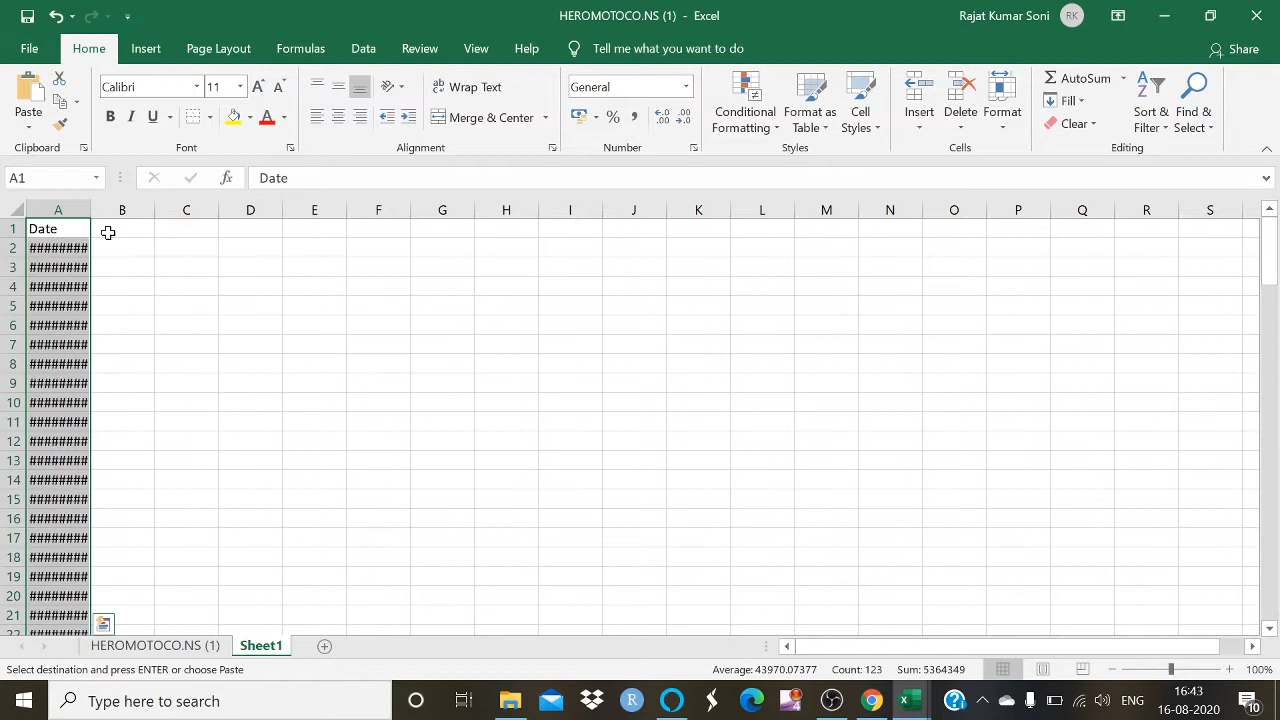 HEROMOTOCO.NS (1) - Excel
Rajat Kumar Soni RK
File Home Insert Page Layout Formulas Data Review View Help Tell me what you want to do Share
Calibri 11 Wrap Text General AutoSum
Paste Conditional Formatting Format as Table Cell Styles Insert Delete Format Fill Sort & Filter Find & Select
B I U A Merge & Center % , Clear
Clipboard Font Alignment Number Styles Cells Editing
A1 fx Date
A B C D E F G H I J K L M N O P Q R S
1 Date
2 ########
3 ########
4 ########
5 ########
6 ########
7 ########
8 ########
9 ########
10 ########
11 ########
12 ########
13 ########
14 ########
15 ########
16 ########
17 ########
18 ########
19 ########
20 ########
21 ########
22 ########
HEROMOTOCO.NS (1) Sheet1
Select destination and press ENTER or choose Paste Average: 43970.07377 Count: 123 Sum: 5364349 100%
Type here to search R 4 ENG 16:43
16-08-2020 10